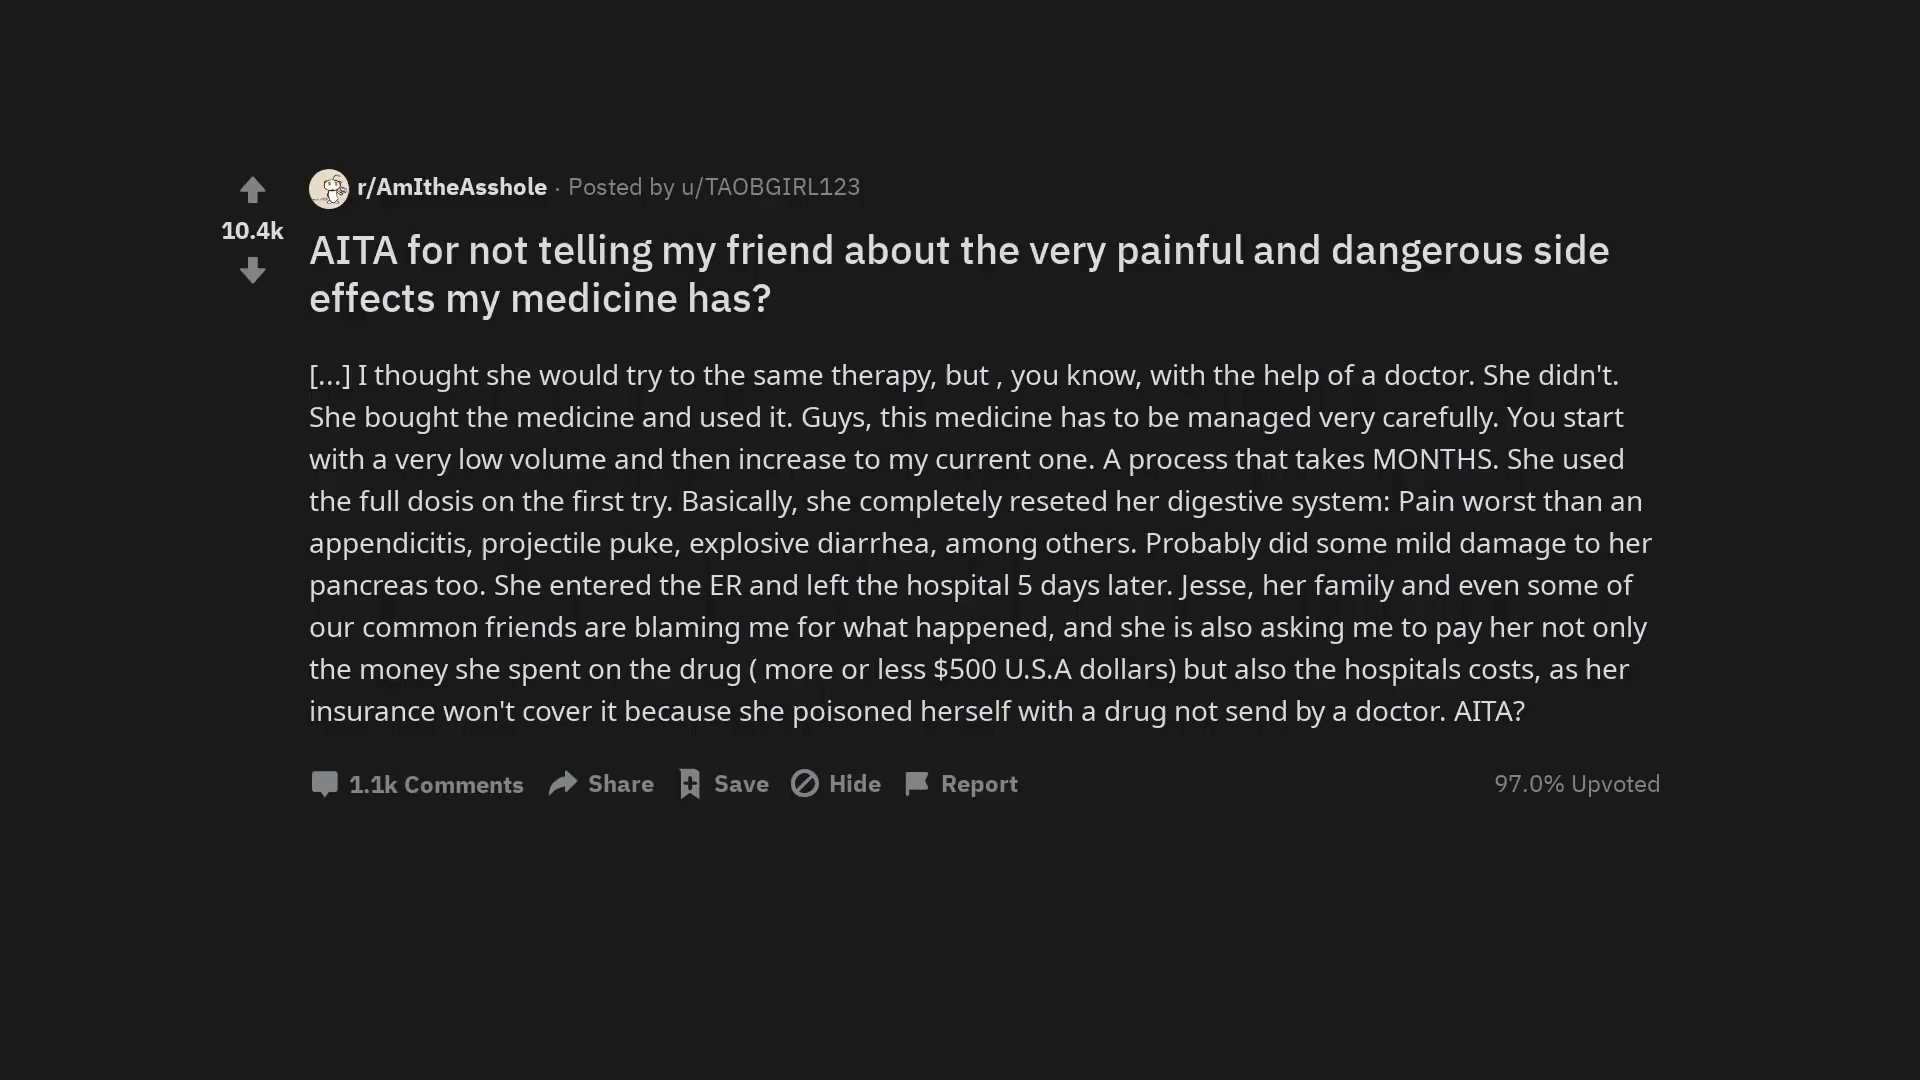 r/AmItheAsshole · Posted by u/TAOBGIRL123
10.4k
AITA for not telling my friend about the very painful and dangerous side
effects my medicine has?
[...] I thought she would try to the same therapy, but , you know, with the help of a doctor. She didn't.
She bought the medicine and used it. Guys, this medicine has to be managed very carefully. You start
with a very low volume and then increase to my current one. A process that takes MONTHS. She used
the full dosis on the first try. Basically, she completely reseted her digestive system: Pain worst than an
appendicitis, projectile puke, explosive diarrhea, among others. Probably did some mild damage to her
pancreas too. She entered the ER and left the hospital 5 days later. Jesse, her family and even some of
our common friends are blaming me for what happened, and she is also asking me to pay her not only
the money she spent on the drug ( more or less $500 U.S.A dollars) but also the hospitals costs, as her
insurance won't cover it because she poisoned herself with a drug not send by a doctor. AITA?
1.1k Comments Share Save Hide Report 97.0% Upvoted